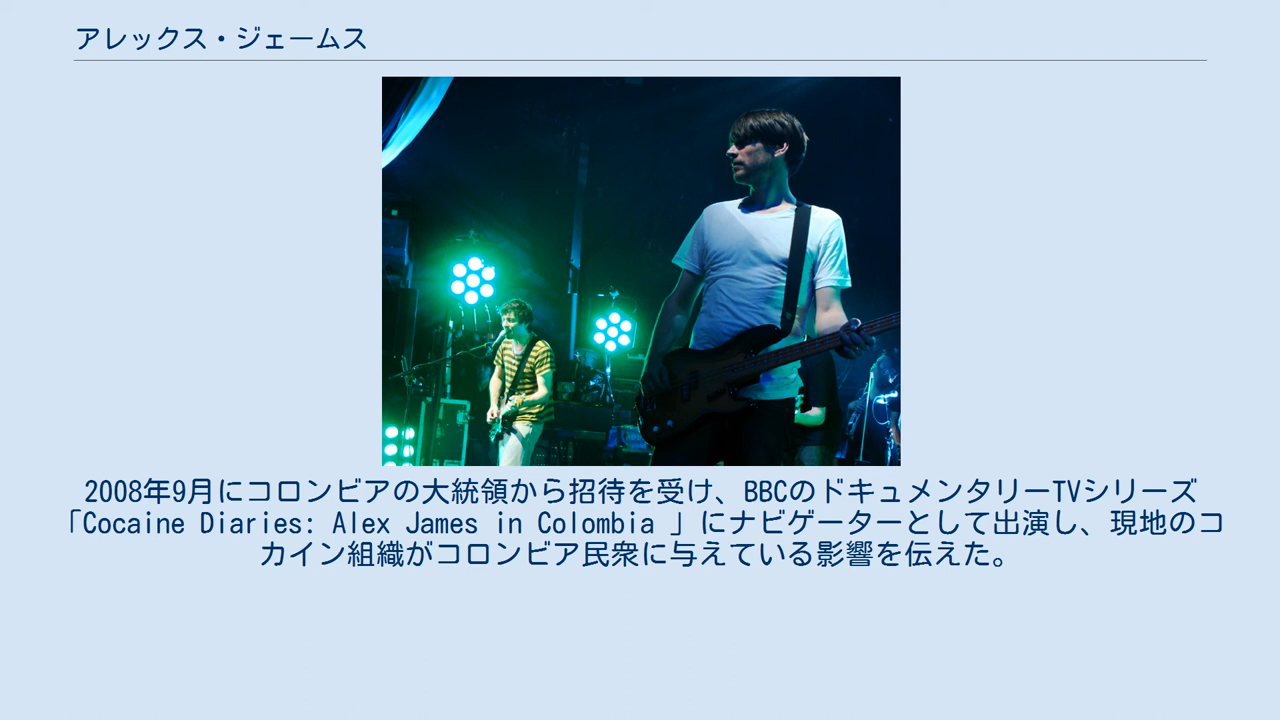 アレックス・ジェームス
2008年9月にコロンビアの大統領から招待を受け、BBCのドキュメンタリーTVシリーズ
「Cocaine Diaries: Alex James in Colombia 」にナビゲーターとして出演し、現地のコ
カイン組織がコロンビア民衆に与えている影響を伝えた。